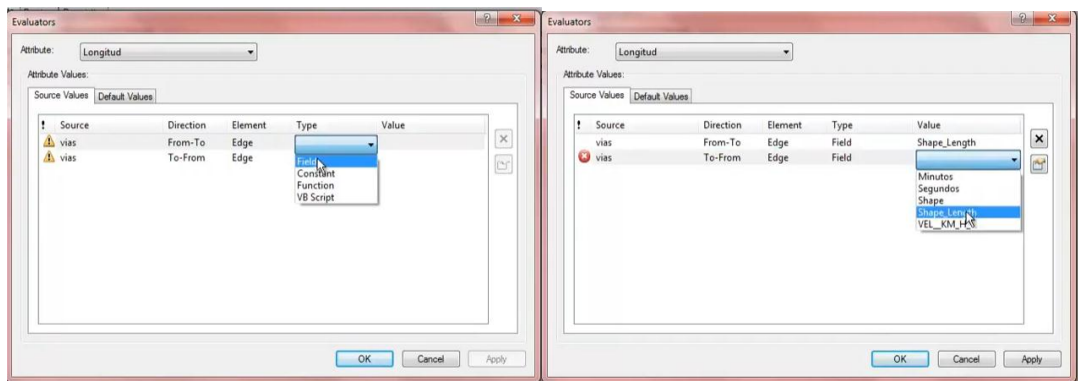 Evaluators
Attribute: Longitud
Attribute Values:
Source Values Default Values
! Source Direction Element Type Value
vias From-To Edge
vias To-From Edge
Field
Constant
Function
VB Script
OK Cancel Apply
Evaluators
Attribute: Longitud
Attribute Values:
Source Values Default Values
! Source Direction Element Type Value
vias From-To Edge Field Shape_Length
vias To-From Edge Field
Minutos
Segundos
Shape
Shape_Length
OK Cancel Apply